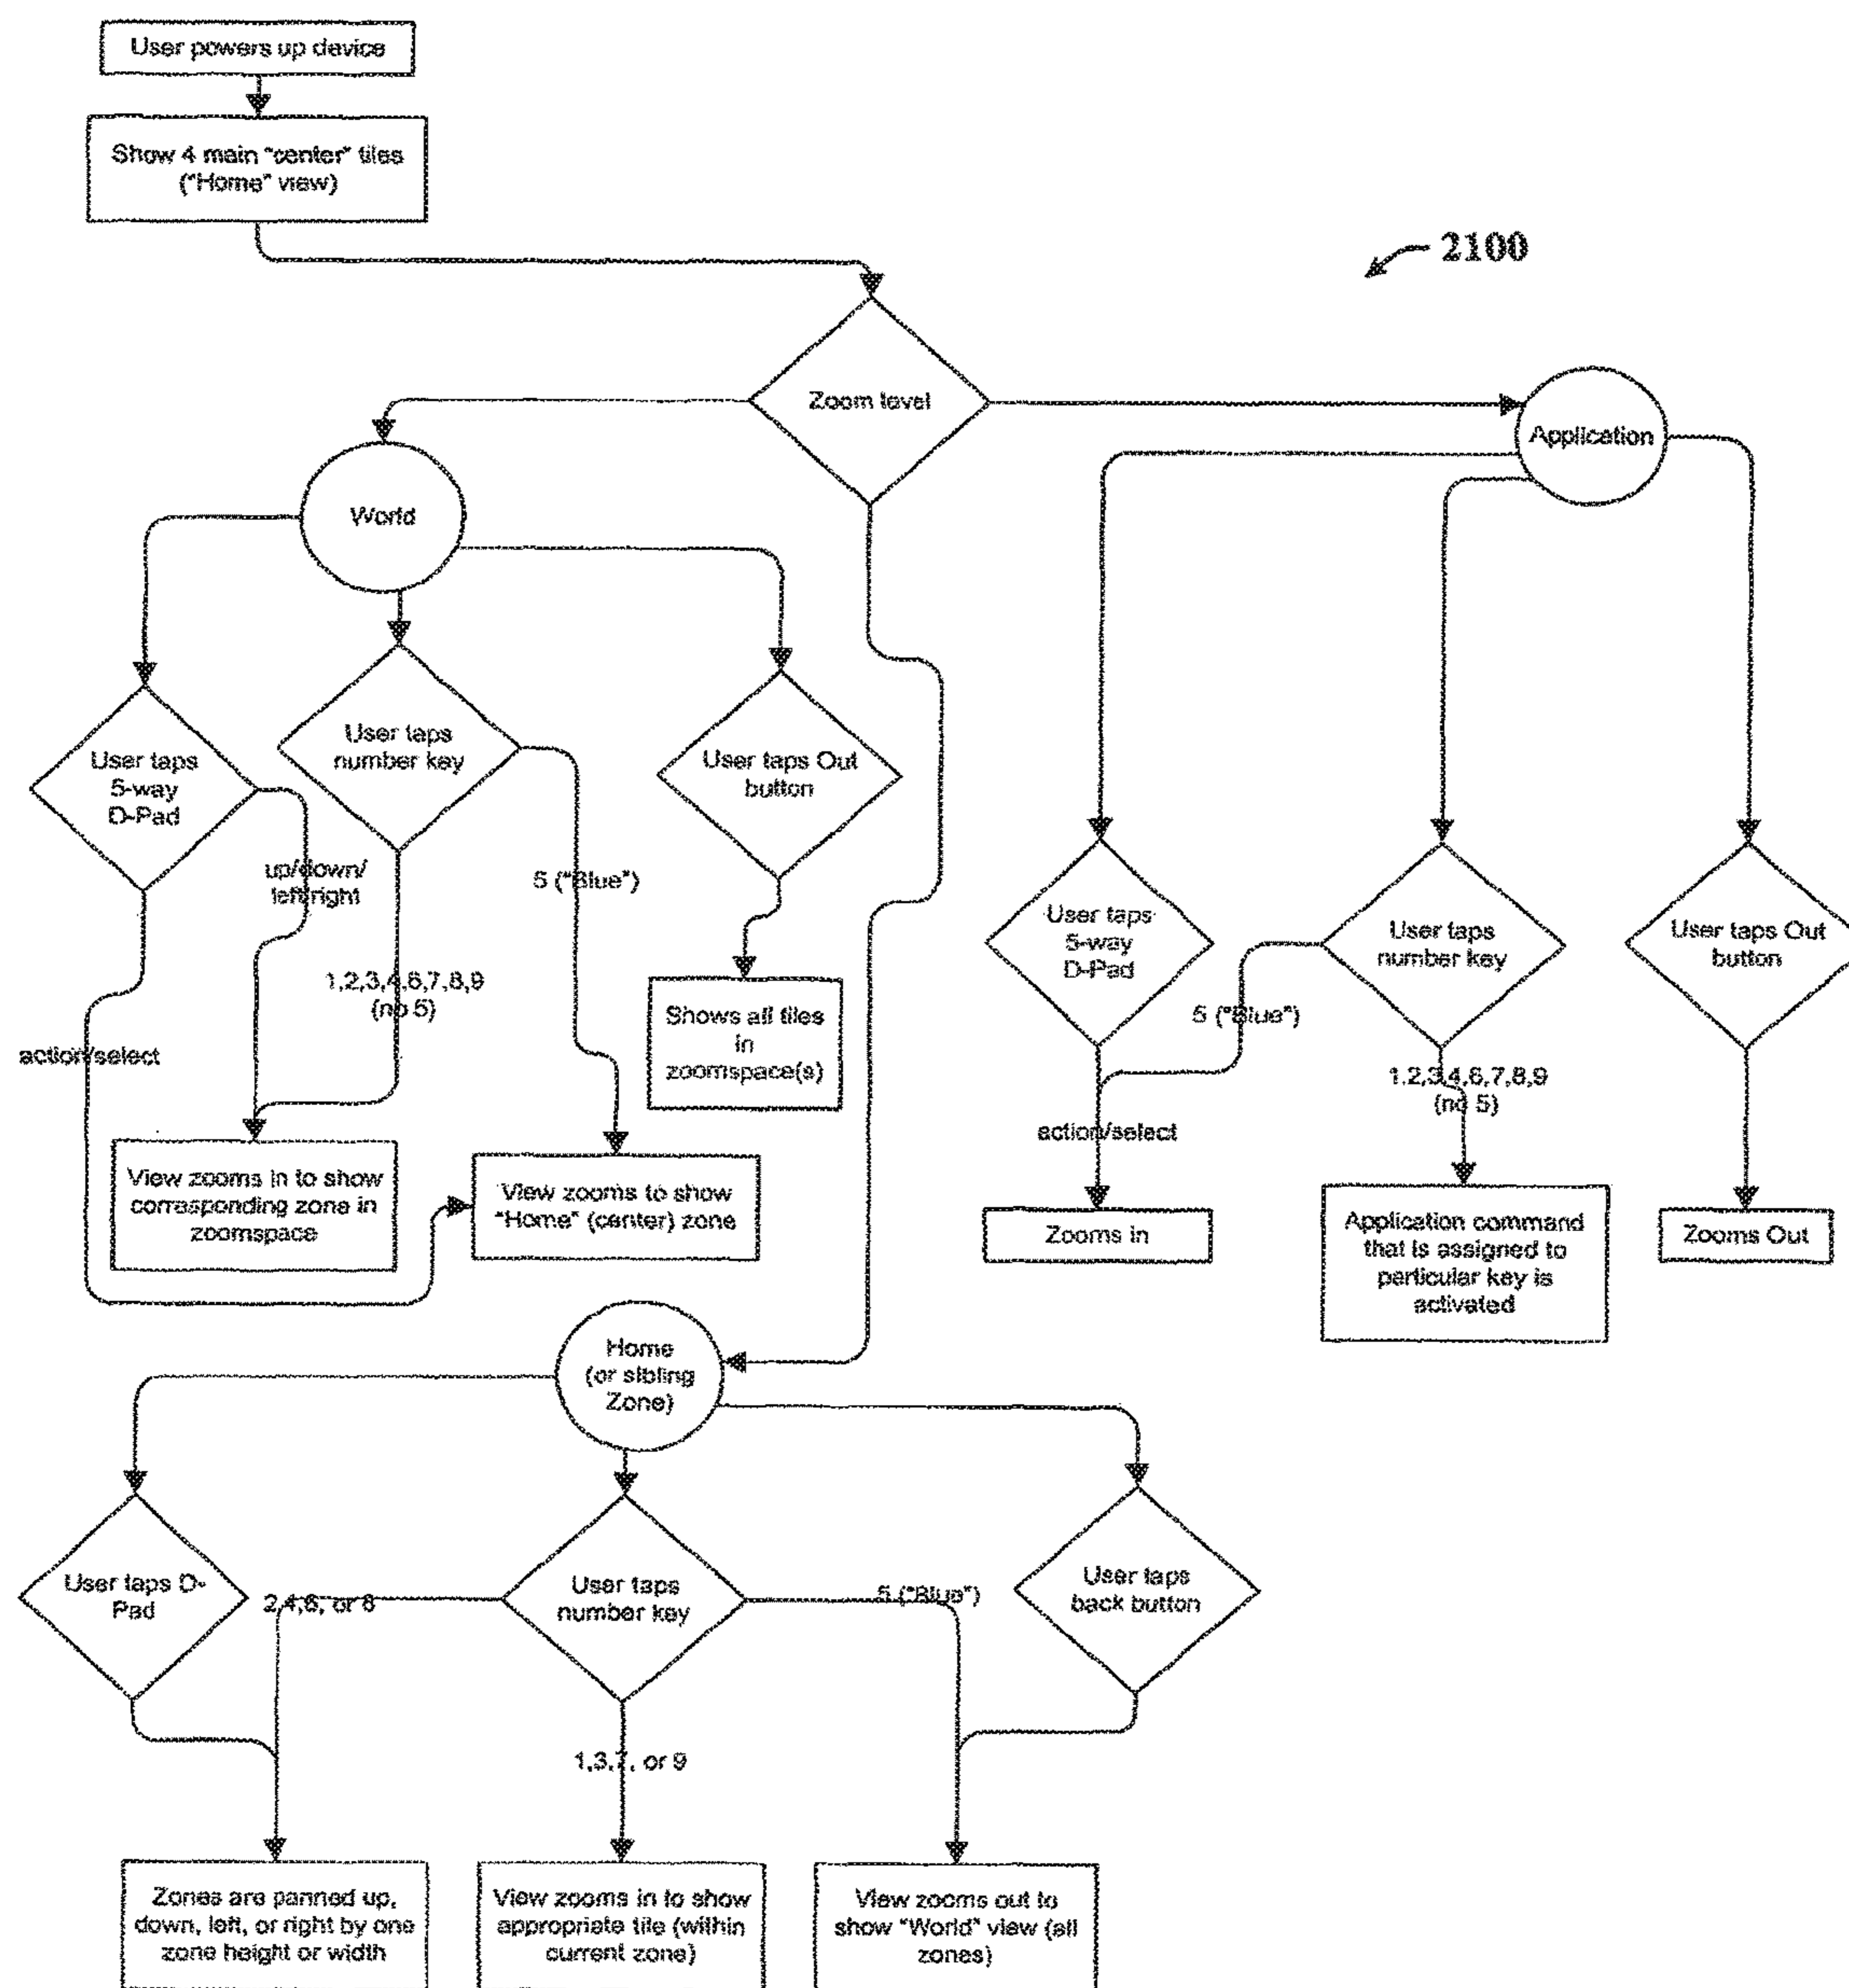 User powers up device
Show 4 main "center" tiles
("Home" view)
2100
Zoom level
Application
World
User taps
5-way
D-Pad
User taps
number key
User taps Out
button
up/down/
left/right
5 ("Blue")
1,2,3,4,6,7,8,9
(no 5)
action/select
Shows all tiles
in
zoomspace(s)
View zooms in to show
corresponding zone in
zoomspace
View zooms to show
"Home" (center) zone
User taps
5-way
D-Pad
User taps
number key
User taps Out
button
5 ("Blue")
1,2,3,4,6,7,8,9
(no 5)
action/select
Zooms in
Application command
that is assigned to
particular key is
activated
Zooms Out
Home
(or sibling
Zone)
User taps D-
Pad
2,4,6, or 8
User taps
number key
5 ("Blue")
User taps
back button
1,3,7, or 9
Zones are panned up,
down, left, or right by one
zone height or width
View zooms in to show
appropriate tile (within
current zone)
View zooms out to
show "World" view (all
zones)